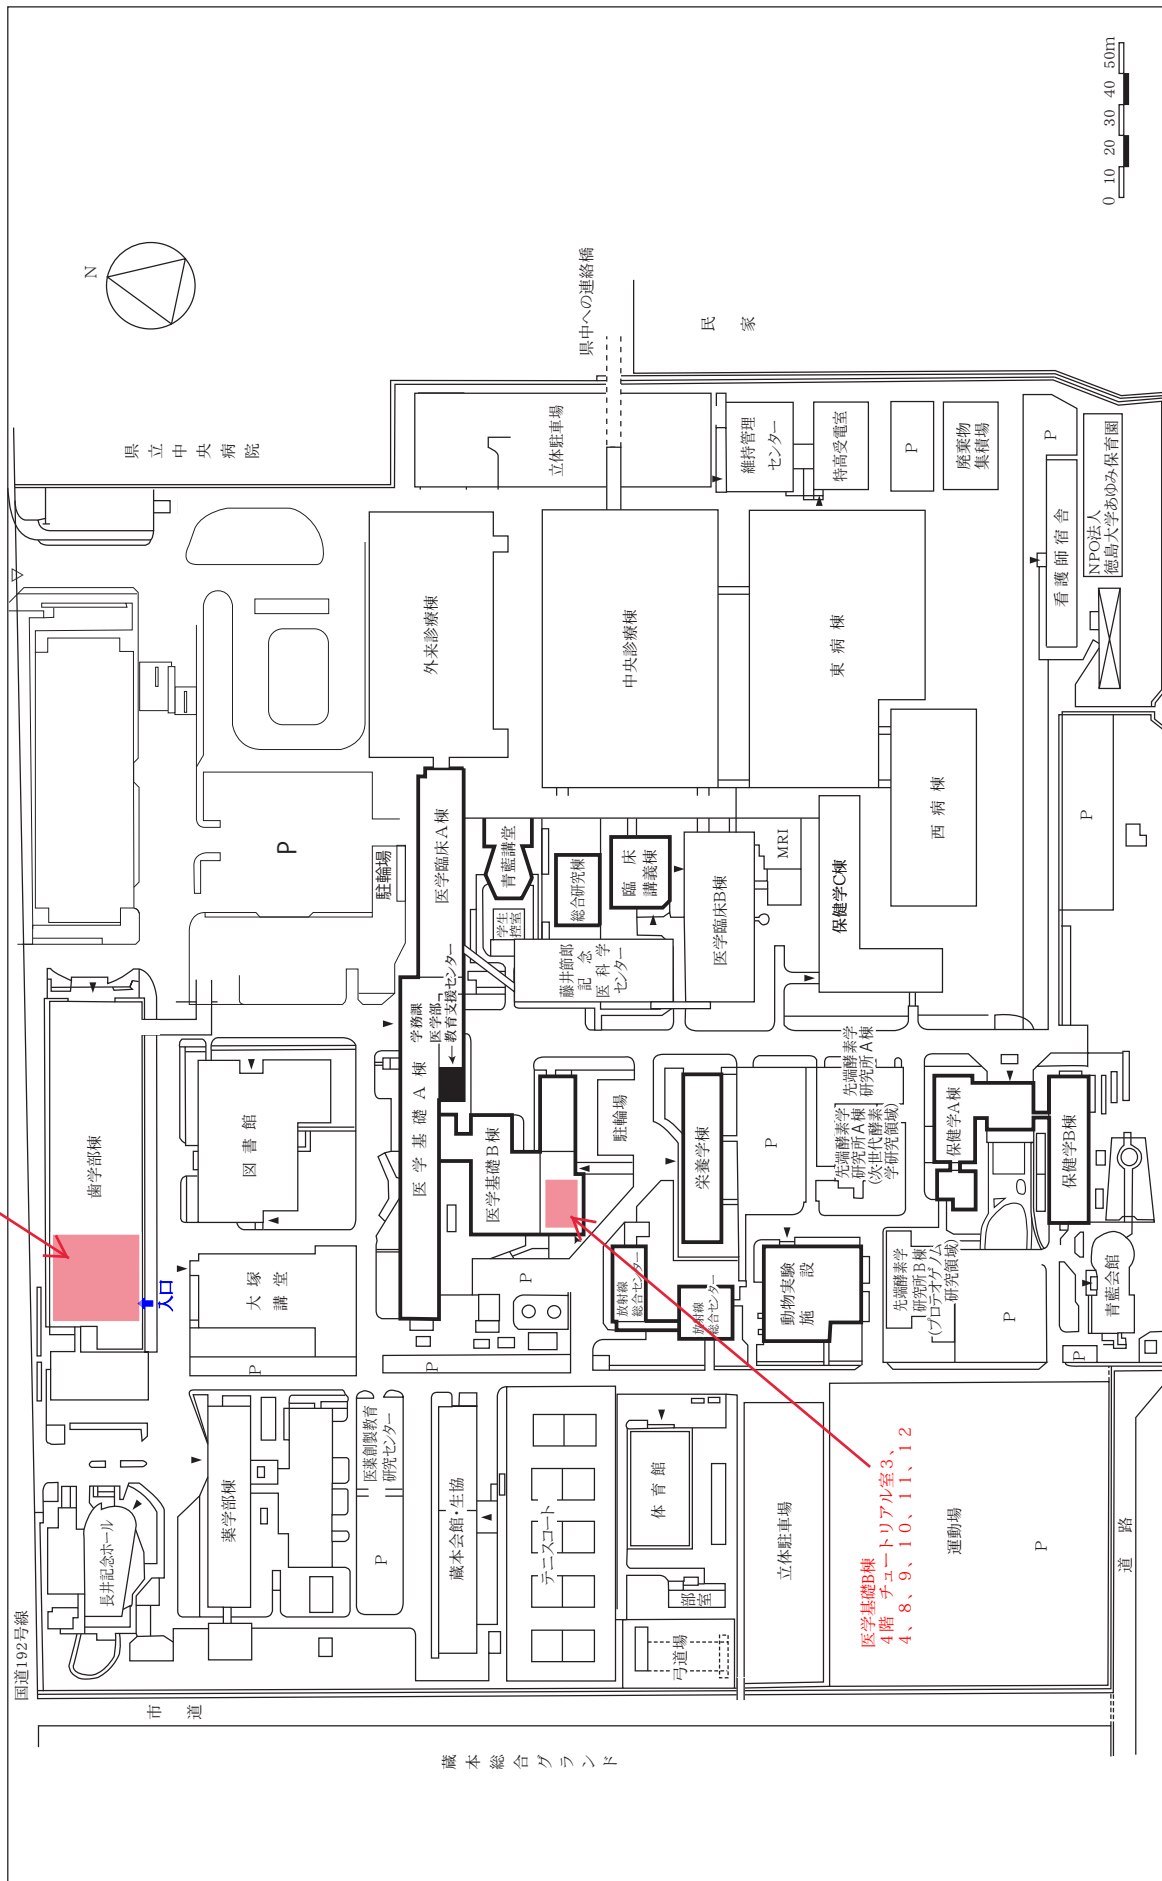 国道192号線
市道
蔵本総合グランド
長井記念ホール
薬学部棟
医薬創製教育
研究センター
P
蔵本会館・生協
テニスコート
体育館
部室
弓道場
立体駐車場
運動場
P
道路
医学基礎B棟
4階 チュートリアル室3、
4、8、9、10、11、12
歯学部棟
入口
大塚
講堂
P
図書館
P
医学基礎A棟
学務課
医学部
教育支援センター
医学基礎B棟
P
駐輪場
放射線
総合センター
放射線
総合センター
栄養学棟
P
動物実験
施設
先端酵素学
研究所A棟
先端酵素学
研究所A棟
(次世代酵素
学研究領域)
先端酵素学
研究所B棟
(プロテオゲノム
研究領域)
P
保健学A棟
保健学B棟
青藍会館
P
P
駐輪場
医学臨床A棟
青藍講堂
学生
控室
総合研究棟
藤井節郎
記念
医科学
センター
臨床
講義棟
医学臨床B棟
MRI
保健学C棟
西病棟
P
外来診療棟
中央診療棟
東病棟
県立中央病院
立体駐車場
県中への連絡橋
維持管理
センター
特高受電室
P
廃棄物
集積場
P
看護師宿舎
NPO法人
徳島大学あゆみ保育園
民家
N
0 10 20 30 40 50m